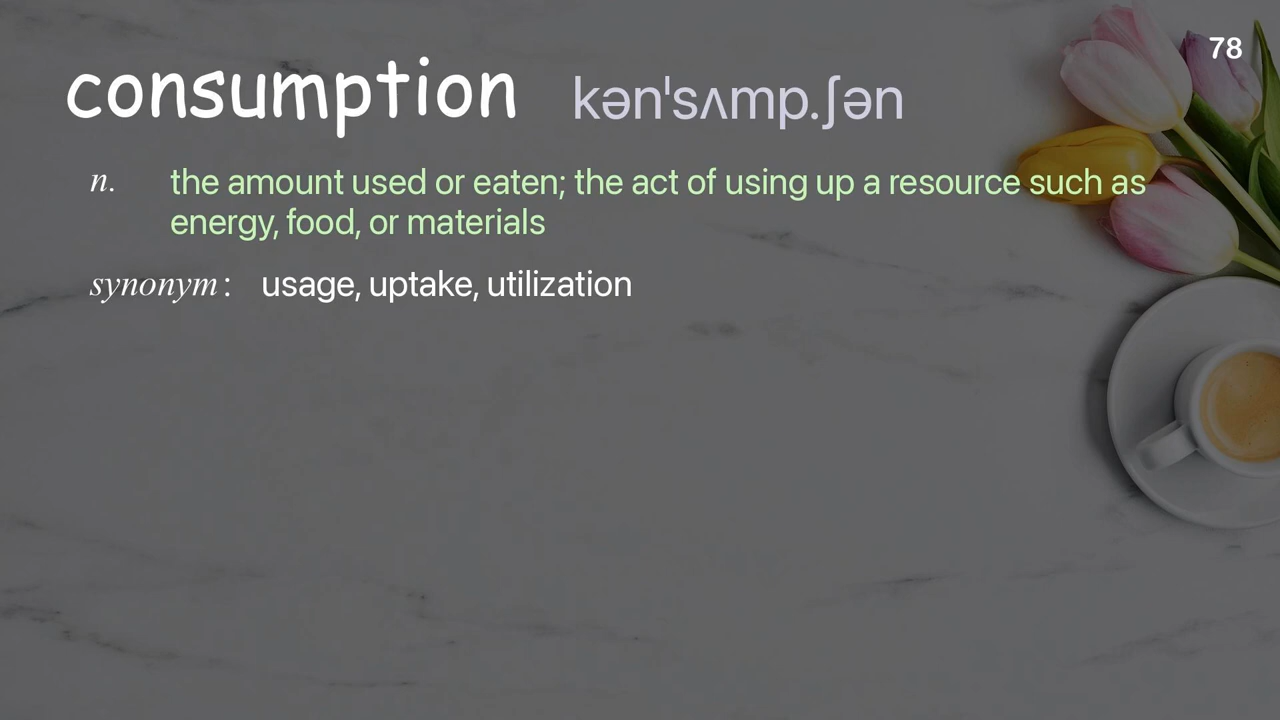 78
consumption kən'sʌmp.ʃən
n. the amount used or eaten; the act of using up a resource such as
energy, food, or materials
synonym: usage, uptake, utilization